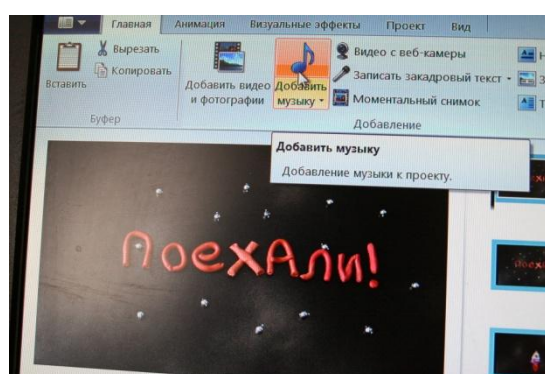 Главная Анимация Визуальные эффекты Проект Вид
Вставить
Вырезать
Копировать
Буфер
Добавить видео и фотографии
Добавить музыку
Видео с веб-камеры
Записать закадровый текст
Моментальный снимок
Добавление
Н
З
Т
Добавить музыку
Добавление музыки к проекту.
ПоехАли!